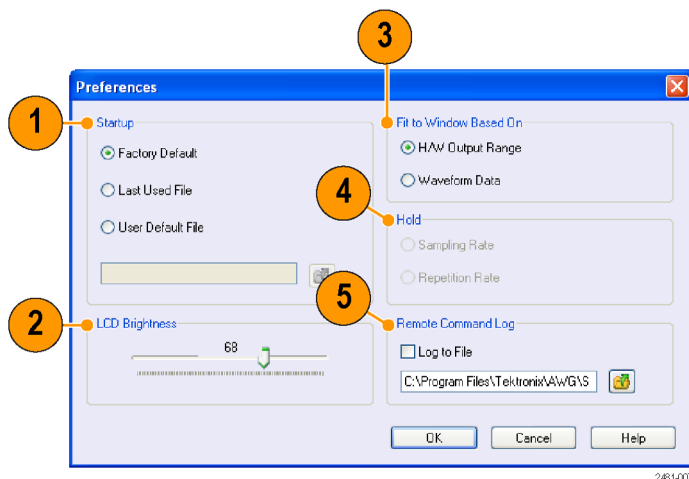 3
Preferences
1
Startup
Factory Default
Last Used File
User Default File
Fit to Window Based On
H/W Output Range
Waveform Data
4
Hold
Sampling Rate
Repetition Rate
2
LCD Brightness
68
5
Remote Command Log
Log to File
C:\Program Files\Tektronix\AWG\S
OK
Cancel
Help